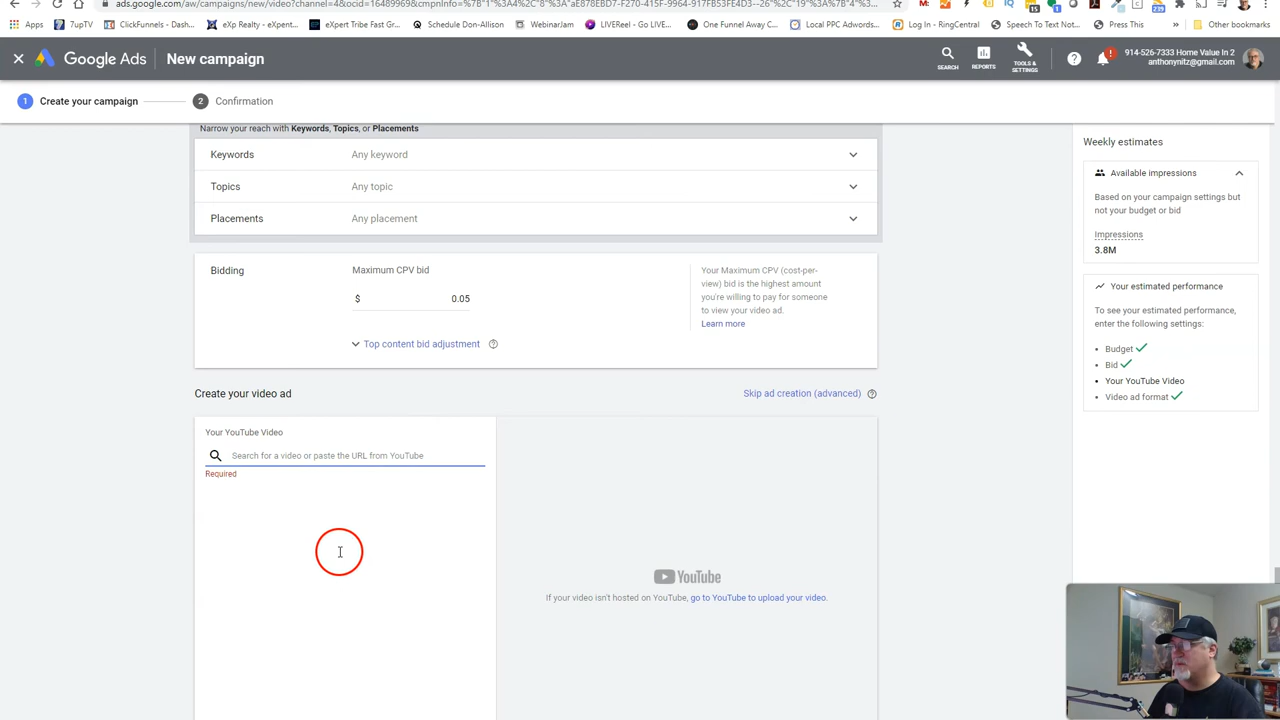 ads.google.com/aw/campaigns/new/video?channel=4&ocid=16489969&cmpnInfo=%7B"1"%3A4%2C"8"%3A"aE878EBD7-F270-415F-9964-917FB53FE4D3--26"%2C"19"%3A"4"%...
Apps 7upTV ClickFunnels - Dash... eXp Realty - eXpent... eXpert Tribe Fast Gr... Schedule Don-Allison WebinarJam LIVEReel - Go LIVE... One Funnel Away C... Local PPC Adwords... Log In - RingCentral Speech To Text Not... Press This » Other bookmarks
Google Ads New campaign
SEARCH REPORTS TOOLS & SETTINGS
914-526-7333 Home Value In 2
anthonynitz@gmail.com
1 Create your campaign 2 Confirmation
Narrow your reach with Keywords, Topics, or Placements
Keywords Any keyword
Topics Any topic
Placements Any placement
Bidding Maximum CPV bid
$ 0.05
Your Maximum CPV (cost-per-
view) bid is the highest amount
you're willing to pay for someone
to view your video ad.
Learn more
Top content bid adjustment
Create your video ad Skip ad creation (advanced)
Your YouTube Video
Search for a video or paste the URL from YouTube
Required
YouTube
If your video isn't hosted on YouTube, go to YouTube to upload your video.
Weekly estimates
Available impressions
Based on your campaign settings but
not your budget or bid
Impressions
3.8M
Your estimated performance
To see your estimated performance,
enter the following settings:
• Budget
• Bid
• Your YouTube Video
• Video ad format